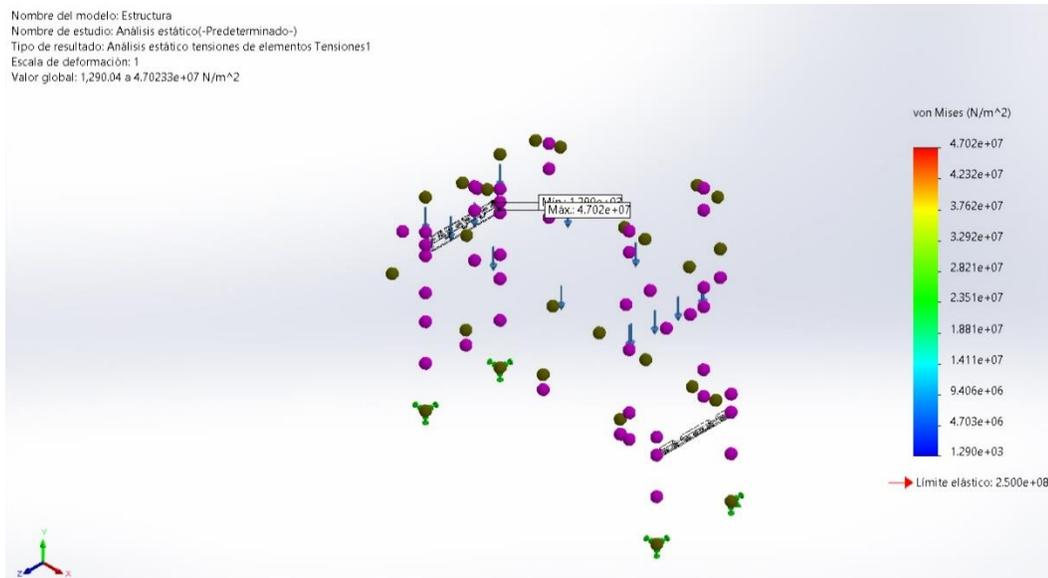 Nombre del modelo: Estructura
Nombre de estudio: Análisis estático(-Predeterminado-)
Tipo de resultado: Análisis estático tensiones de elementos Tensiones1
Escala de deformación: 1
Valor global: 1,290.04 a 4.70233e+07 N/m^2
von Mises (N/m^2)
4.702e+07
4.232e+07
3.762e+07
3.292e+07
2.821e+07
2.351e+07
1.881e+07
1.411e+07
9.406e+06
4.703e+06
1.290e+03
Límite elástico: 2.500e+08
Máx.: 4.702e+07
Y
Z
X